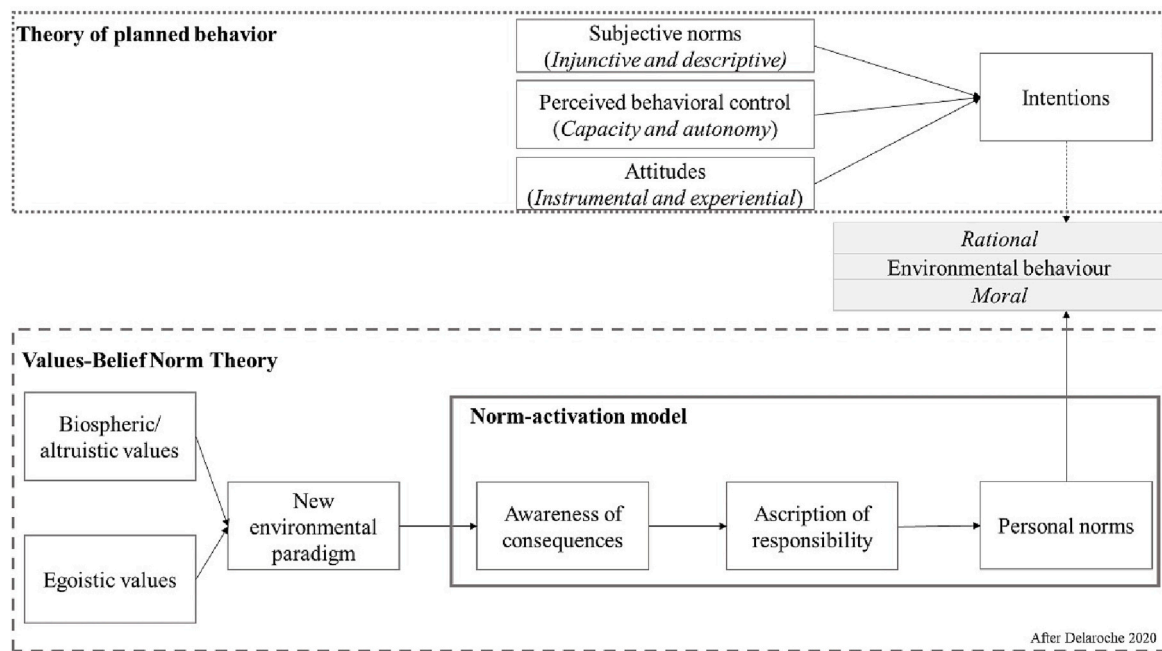 Theory of planned behavior
Subjective norms
(Injunctive and descriptive)
Perceived behavioral control
(Capacity and autonomy)
Attitudes
(Instrumental and experiential)
Intentions
Rational
Environmental behaviour
Moral
Values-Belief Norm Theory
Biospheric/
altruistic values
Egoistic values
New
environmental
paradigm
Norm-activation model
Awareness of
consequences
Ascription of
responsibility
Personal norms
After Delaroche 2020